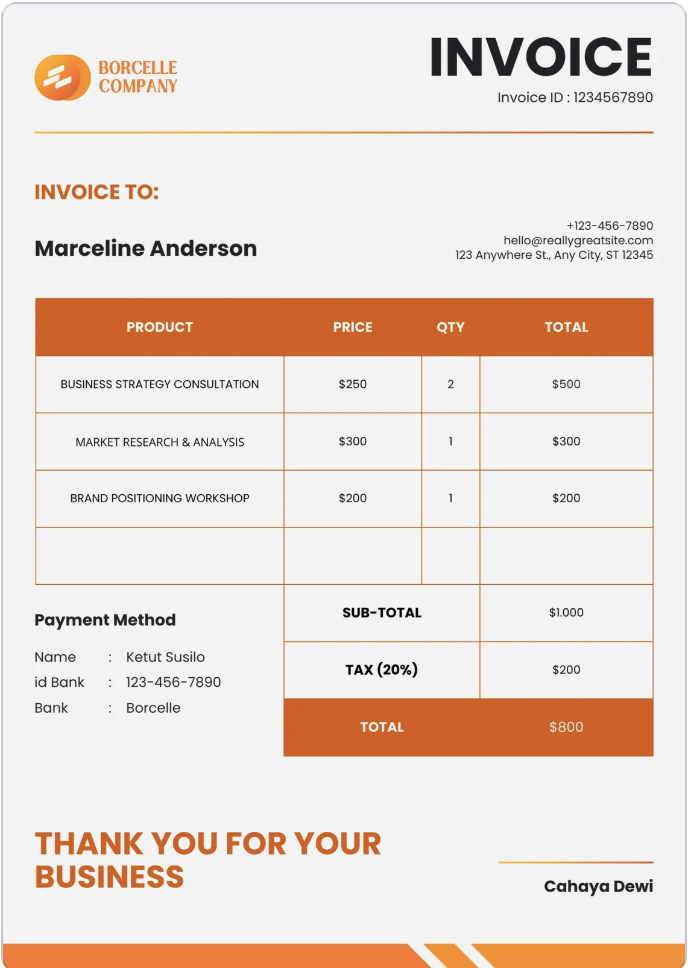 BORCELLE
COMPANY
INVOICE
Invoice ID : 1234567890
INVOICE TO:
Marceline Anderson
+123-456-7890
hello@reallygreatsite.com
123 Anywhere St., Any City, ST 12345
PRODUCT PRICE QTY TOTAL
BUSINESS STRATEGY CONSULTATION $250 2 $500
MARKET RESEARCH & ANALYSIS $300 1 $300
BRAND POSITIONING WORKSHOP $200 1 $200
SUB-TOTAL $1.000
TAX (20%) $200
TOTAL $800
Payment Method
Name : Ketut Susilo
id Bank : 123-456-7890
Bank : Borcelle
THANK YOU FOR YOUR
BUSINESS
Cahaya Dewi